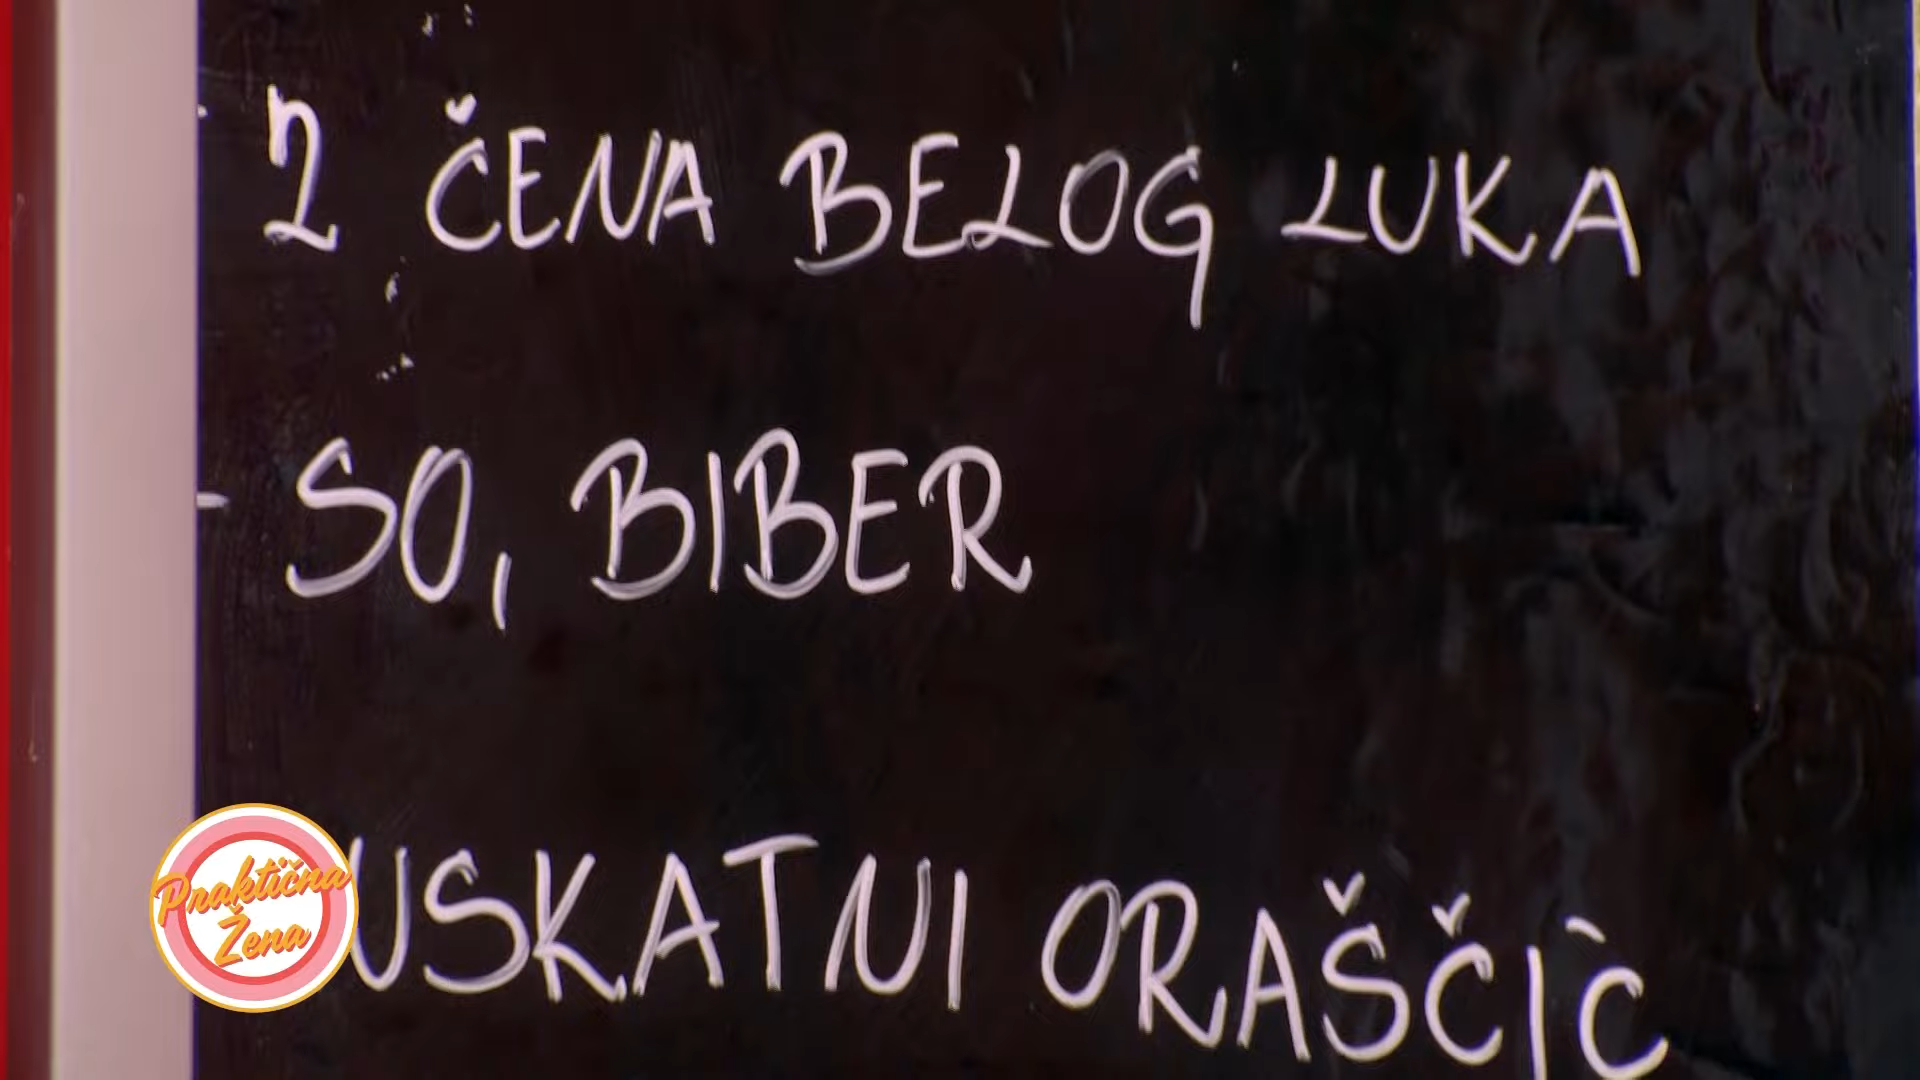 - 2 ČENA BELOG LUKA
- SO, BIBER
USKATNI ORAŠČIĆ
Praktična
Žena